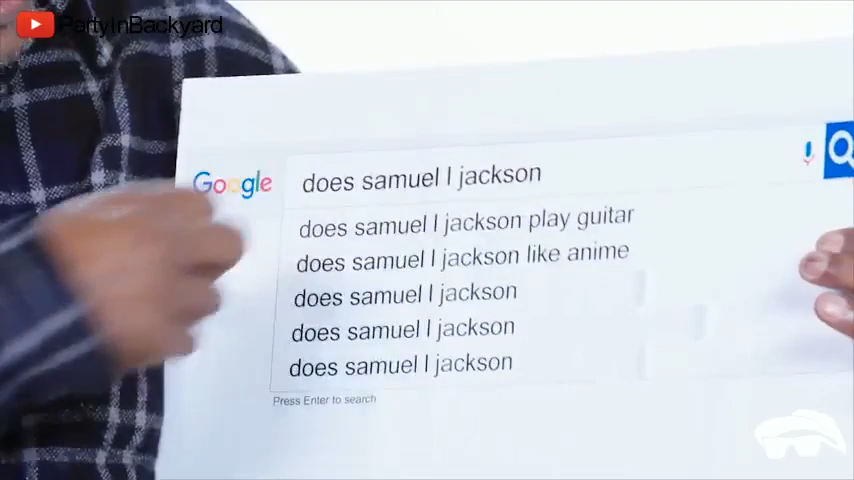 PartyInBackyard
Google does samuel l jackson
does samuel l jackson play guitar
does samuel l jackson like anime
does samuel l jackson
does samuel l jackson
does samuel l jackson
Press Enter to search